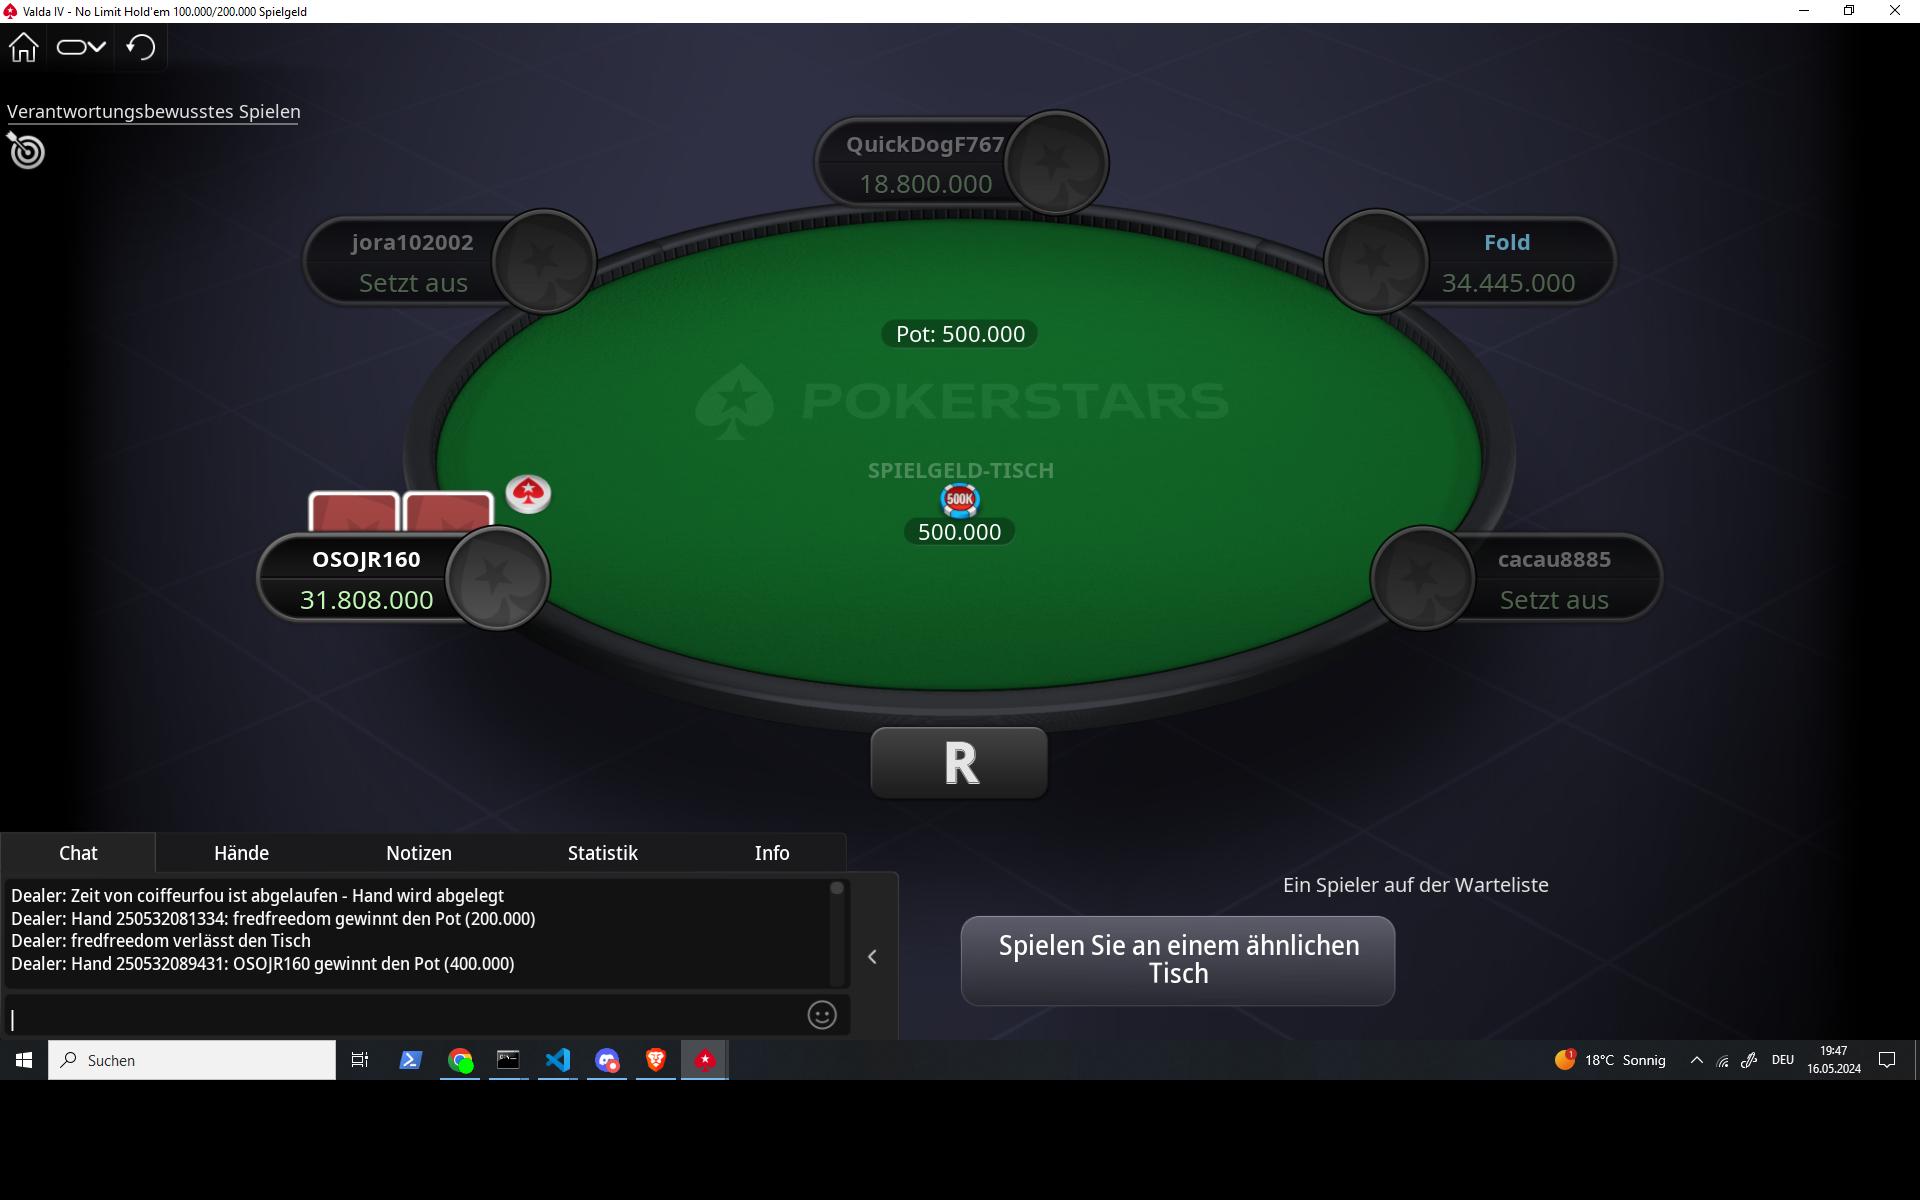 Valda IV - No Limit Hold'em 100.000/200.000 Spielgeld
Verantwortungsbewusstes Spielen
QuickDogF767
18.800.000
jora102002
Setzt aus
Fold
34.445.000
Pot: 500.000
POKERSTARS
SPIELGELD-TISCH
500K
500.000
OSOJR160
31.808.000
cacau8885
Setzt aus
R
Chat
Hände
Notizen
Statistik
Info
Dealer: Zeit von coiffeurfou ist abgelaufen - Hand wird abgelegt
Dealer: Hand 250532081334: fredfreedom gewinnt den Pot (200.000)
Dealer: fredfreedom verlässt den Tisch
Dealer: Hand 250532089431: OSOJR160 gewinnt den Pot (400.000)
Ein Spieler auf der Warteliste
Spielen Sie an einem ähnlichen
Tisch
Suchen
1
18°C Sonnig
DEU
19:47
16.05.2024